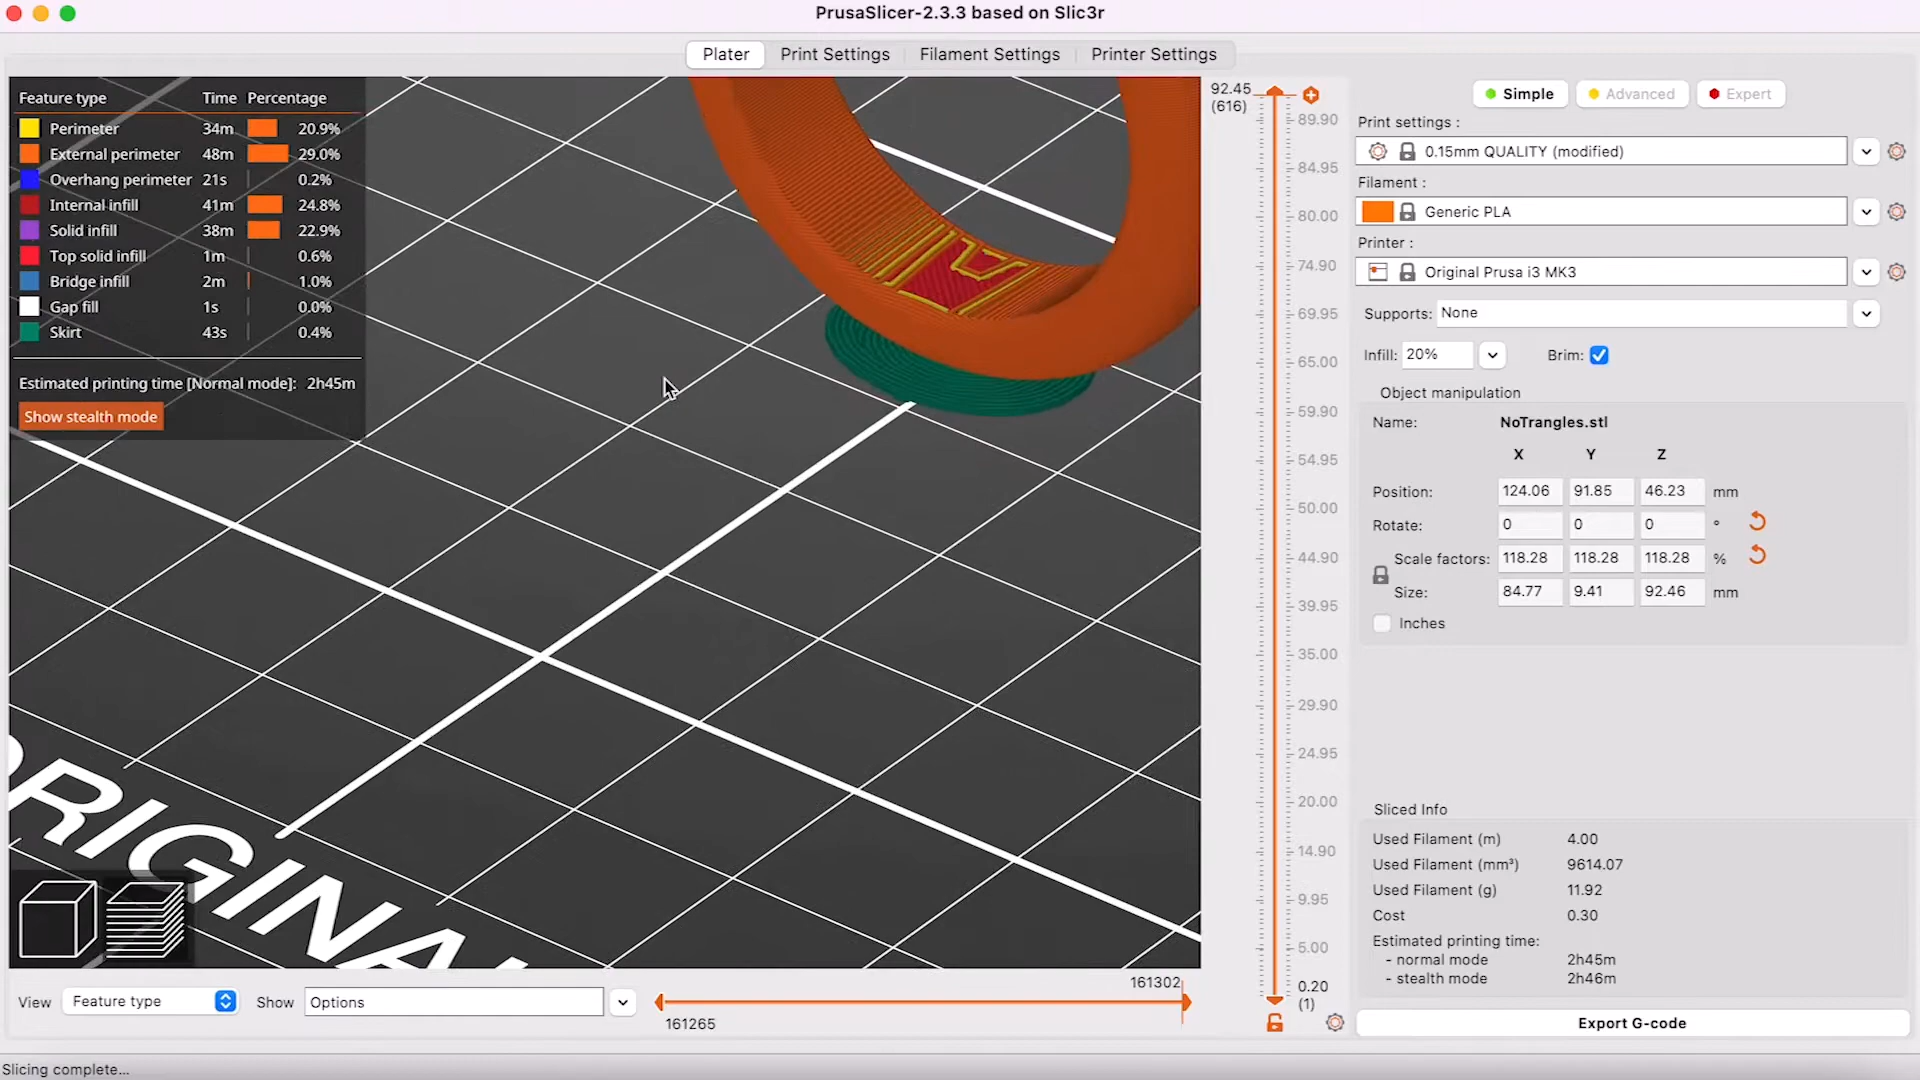 PrusaSlicer-2.3.3 based on Slic3r
Plater Print Settings Filament Settings Printer Settings
Feature type Time Percentage
Perimeter 34m 20.9%
External perimeter 48m 29.0%
Overhang perimeter 21s 0.2%
Internal infill 41m 24.8%
Solid infill 38m 22.9%
Top solid infill 1m 0.6%
Bridge infill 2m 1.0%
Gap fill 1s 0.0%
Skirt 43s 0.4%
Estimated printing time [Normal mode]: 2h45m
Show stealth mode
ORIGINAL
View Feature type Show Options
161302
161265
92.45
(616)
89.90
84.95
80.00
74.90
69.95
65.00
59.90
54.95
50.00
44.90
39.95
35.00
29.90
24.95
20.00
14.90
9.95
5.00
0.20
(1)
Simple Advanced Expert
Print settings :
0.15mm QUALITY (modified)
Filament :
Generic PLA
Printer :
Original Prusa i3 MK3
Supports: None
Infill: 20% Brim:
Object manipulation
Name: NoTrangles.stl
X Y Z
Position: 124.06 91.85 46.23 mm
Rotate: 0 0 0 °
Scale factors: 118.28 118.28 118.28 %
Size: 84.77 9.41 92.46 mm
Inches
Sliced Info
Used Filament (m) 4.00
Used Filament (mm³) 9614.07
Used Filament (g) 11.92
Cost 0.30
Estimated printing time:
- normal mode 2h45m
- stealth mode 2h46m
Export G-code
Slicing complete...